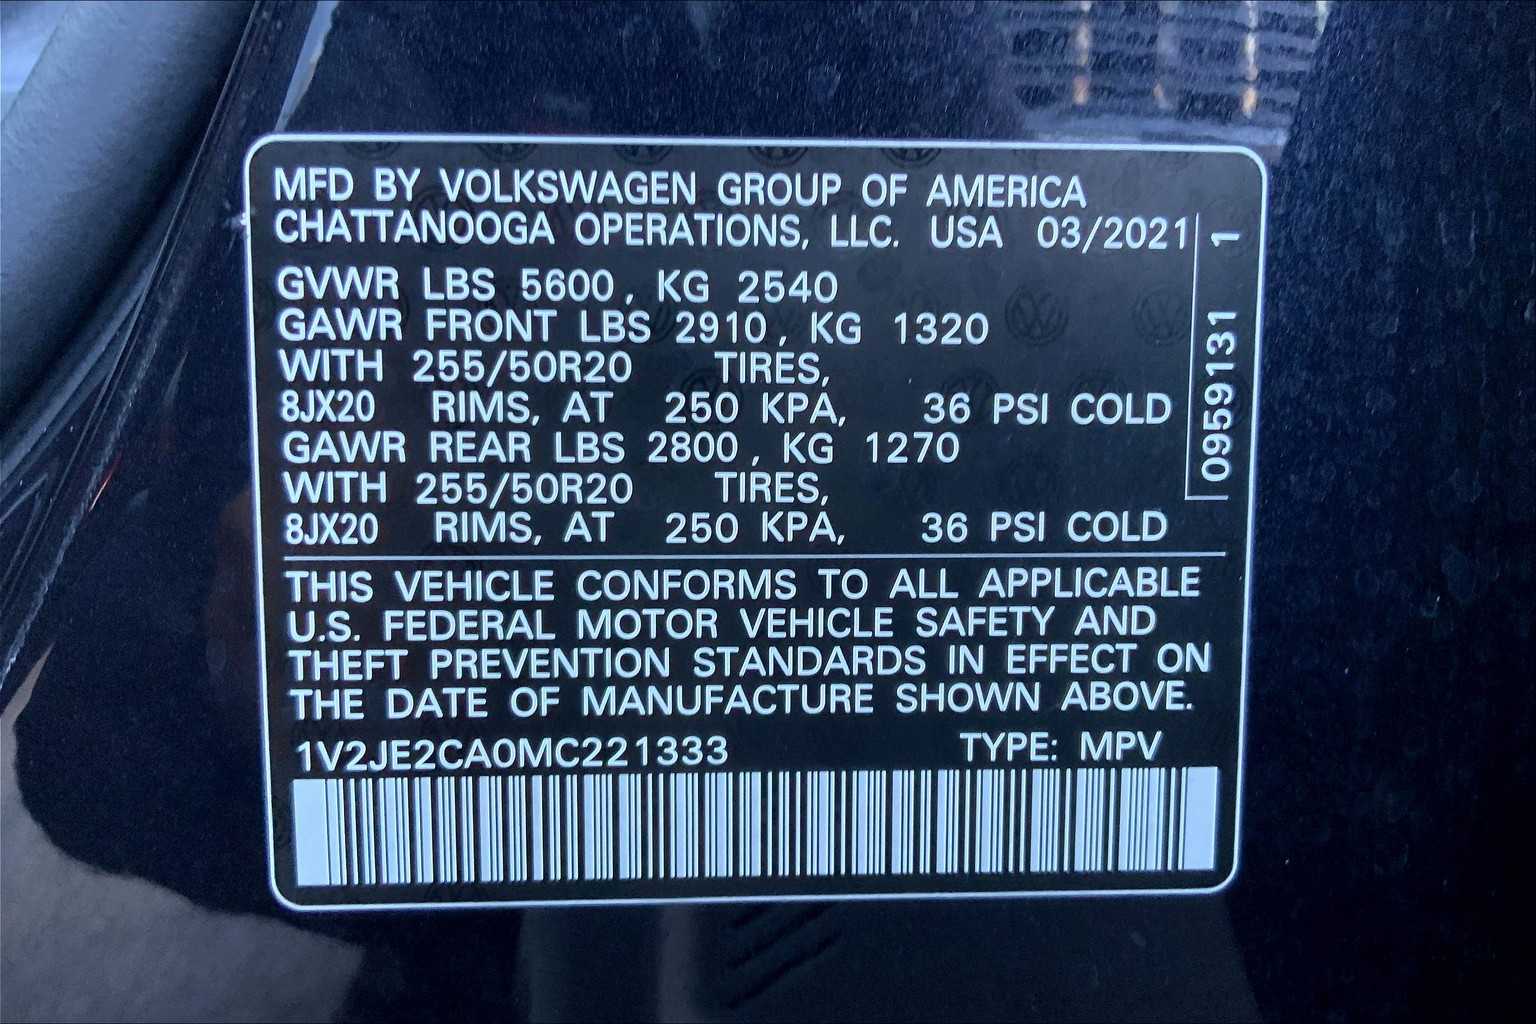 MFD BY VOLKSWAGEN GROUP OF AMERICA
CHATTANOOGA OPERATIONS, LLC. USA 03/2021
GVWR LBS 5600, KG 2540
GAWR FRONT LBS 2910, KG 1320
WITH 255/50R20 TIRES,
8JX20 RIMS, AT 250 KPA, 36 PSI COLD
GAWR REAR LBS 2800, KG 1270
WITH 255/50R20 TIRES,
8JX20 RIMS, AT 250 KPA, 36 PSI COLD
0959131 1
THIS VEHICLE CONFORMS TO ALL APPLICABLE
U.S. FEDERAL MOTOR VEHICLE SAFETY AND
THEFT PREVENTION STANDARDS IN EFFECT ON
THE DATE OF MANUFACTURE SHOWN ABOVE.
1V2JE2CA0MC221333 TYPE: MPV